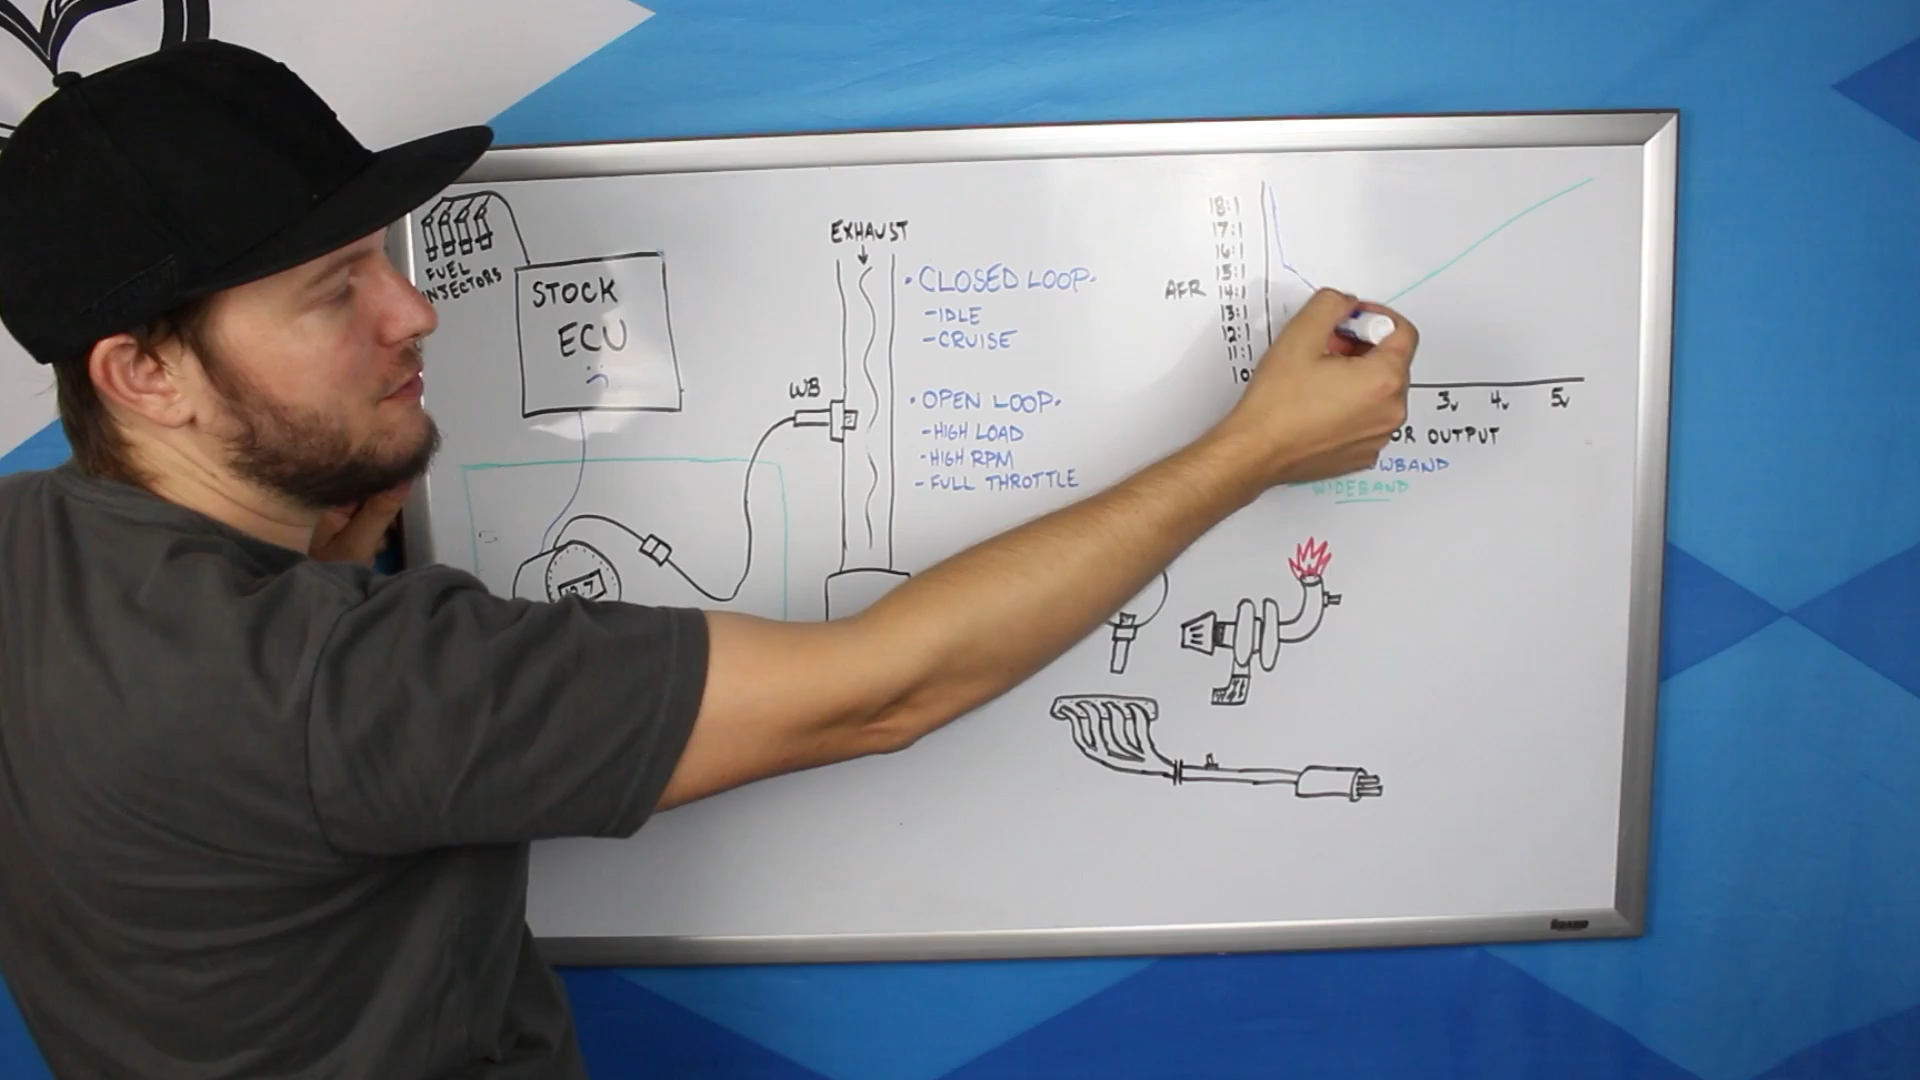 FUEL
INJECTORS
STOCK
ECU
WB
EXHAUST
• CLOSED LOOP.
-IDLE
-CRUISE
• OPEN LOOP.
-HIGH LOAD
-HIGH RPM
- FULL THROTTLE
18:1
17:1
16:1
15:1
AFR 14:1
13:1
12:1
11:1
10
3v 4v 5v
OR OUTPUT
WBAND
WIDEBAND